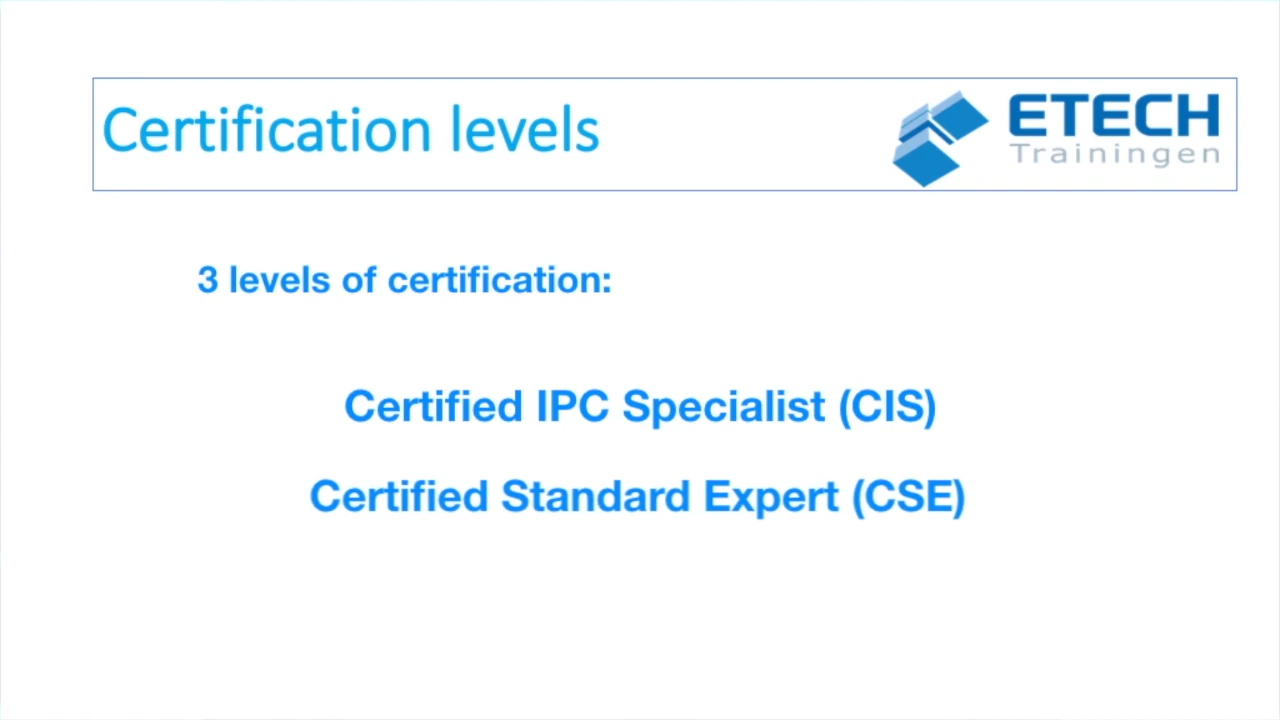 Certification levels
ETECH
Trainingen
3 levels of certification:
Certified IPC Specialist (CIS)
Certified Standard Expert (CSE)